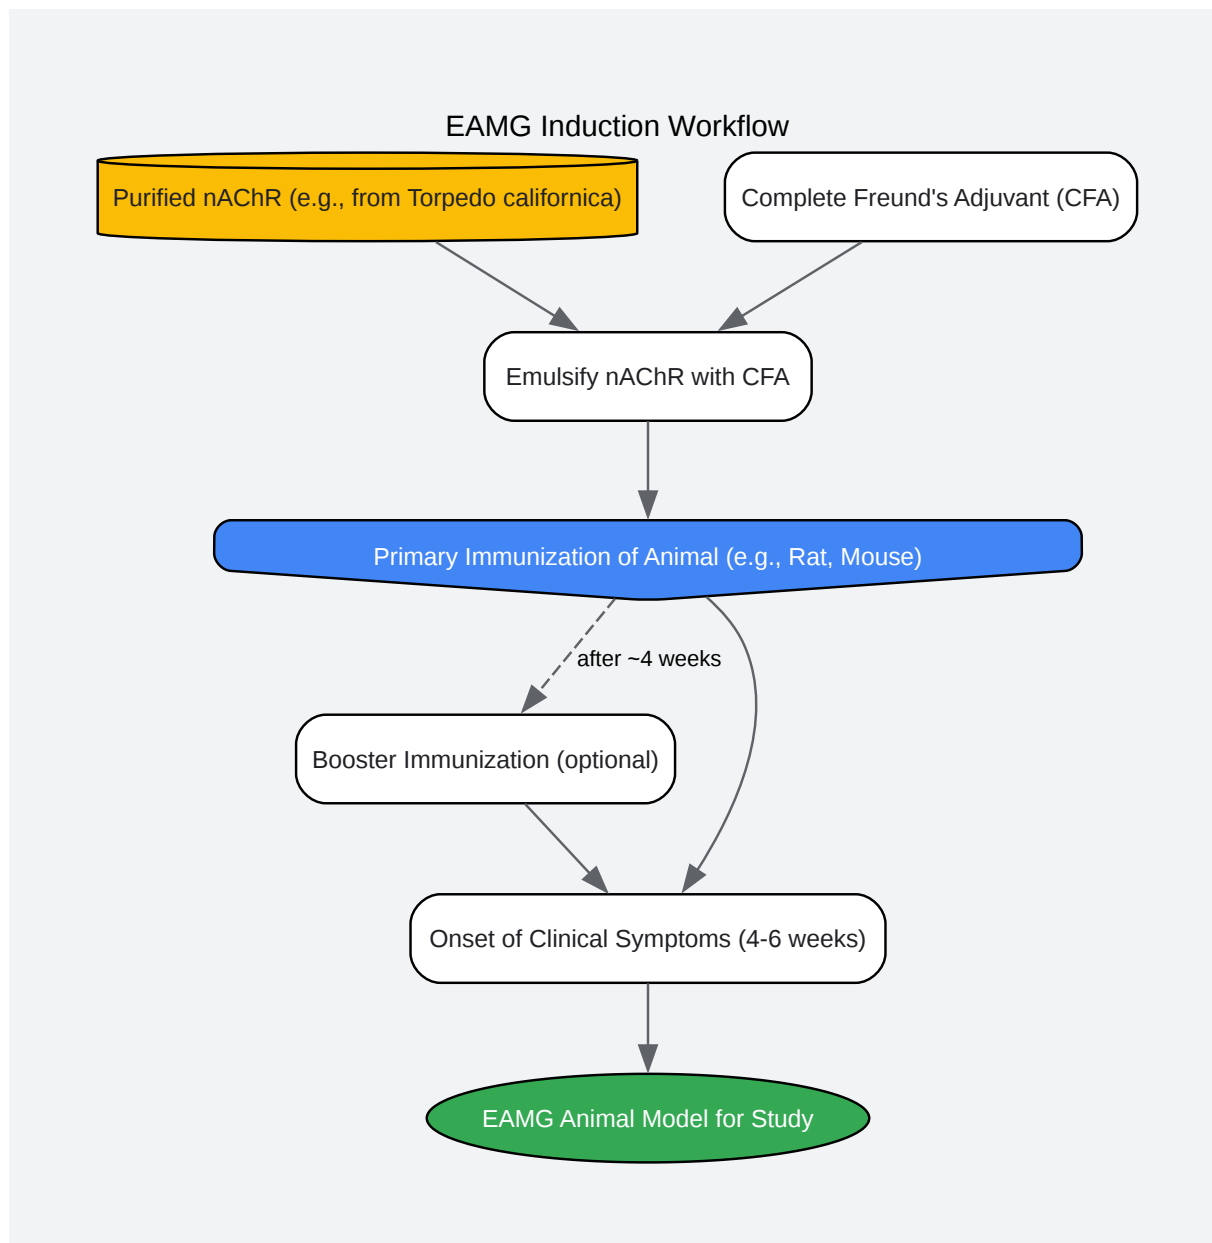 EAMG Induction Workflow
Purified nAChR (e.g., from Torpedo californica)
Complete Freund's Adjuvant (CFA)
Emulsify nAChR with CFA
Primary Immunization of Animal (e.g., Rat, Mouse)
after ~4 weeks
Booster Immunization (optional)
Onset of Clinical Symptoms (4-6 weeks)
EAMG Animal Model for Study